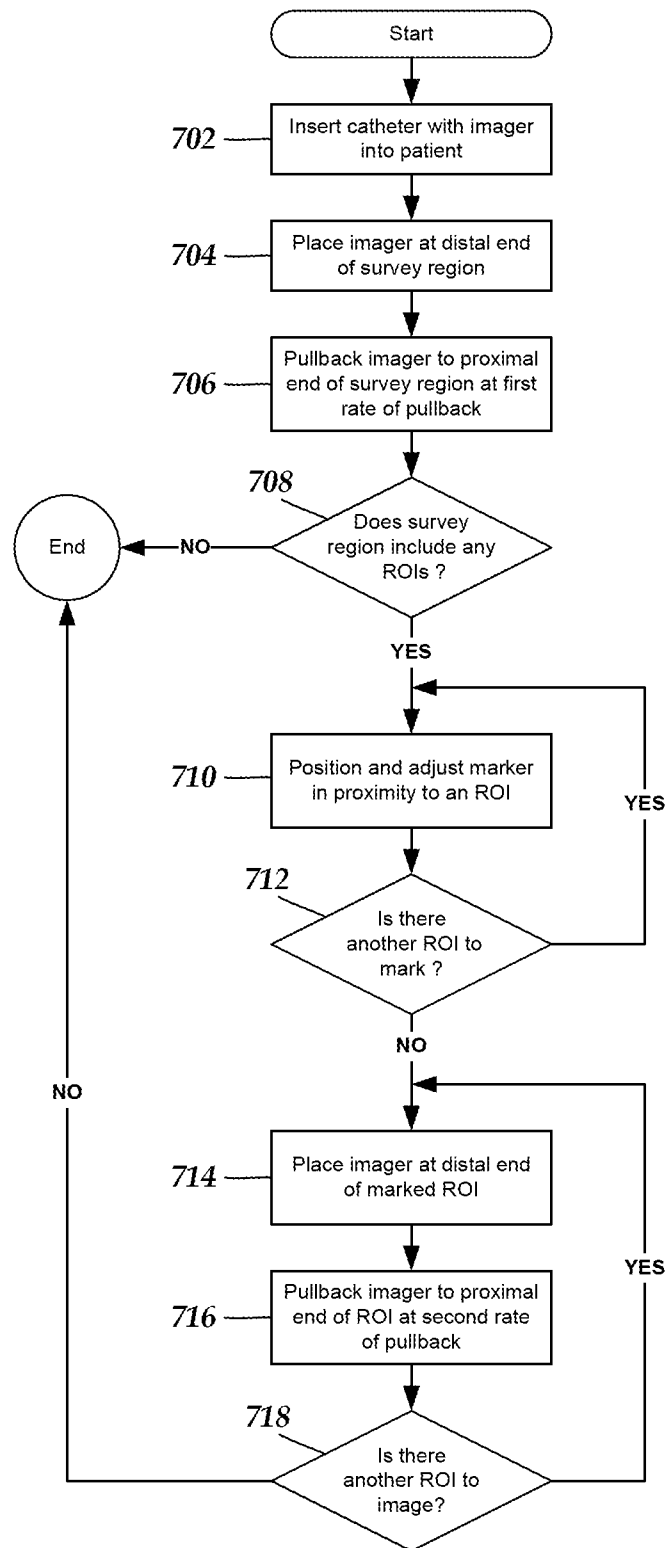 Start
702
Insert catheter with imager
into patient
704
Place imager at distal end
of survey region
706
Pullback imager to proximal
end of survey region at first
rate of pullback
708
Does survey
region include any
ROIs ?
NO
End
YES
710
Position and adjust marker
in proximity to an ROI
YES
712
Is there
another ROI to
mark ?
NO
NO
714
Place imager at distal end
of marked ROI
716
Pullback imager to proximal
end of ROI at second rate
of pullback
YES
718
Is there
another ROI to
image?